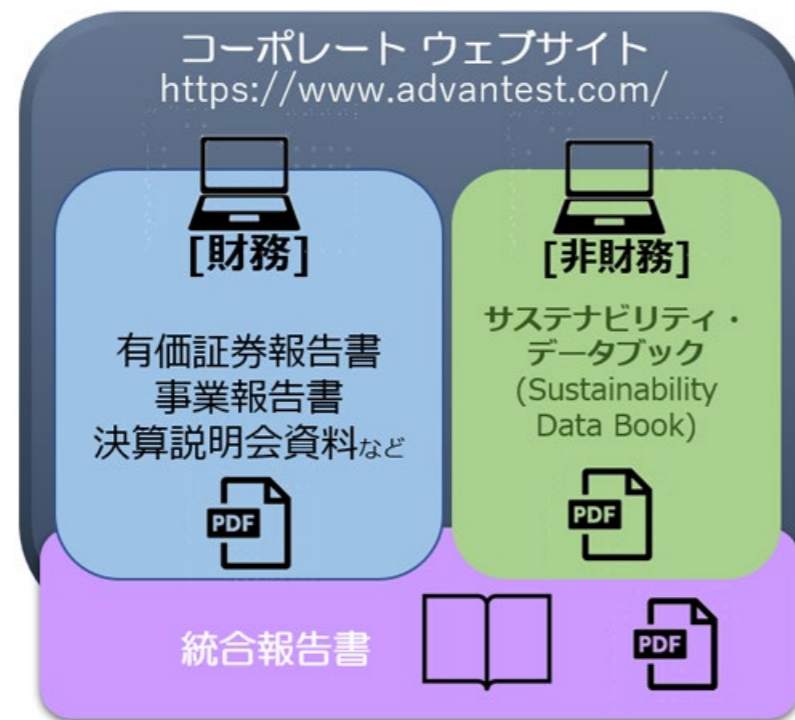 コーポレート ウェブサイト
https://www.advantest.com/
[財務]
有価証券報告書
事業報告書
決算説明会資料など
PDF
[非財務]
サステナビリティ・
データブック
(Sustainability
Data Book)
PDF
統合報告書
PDF